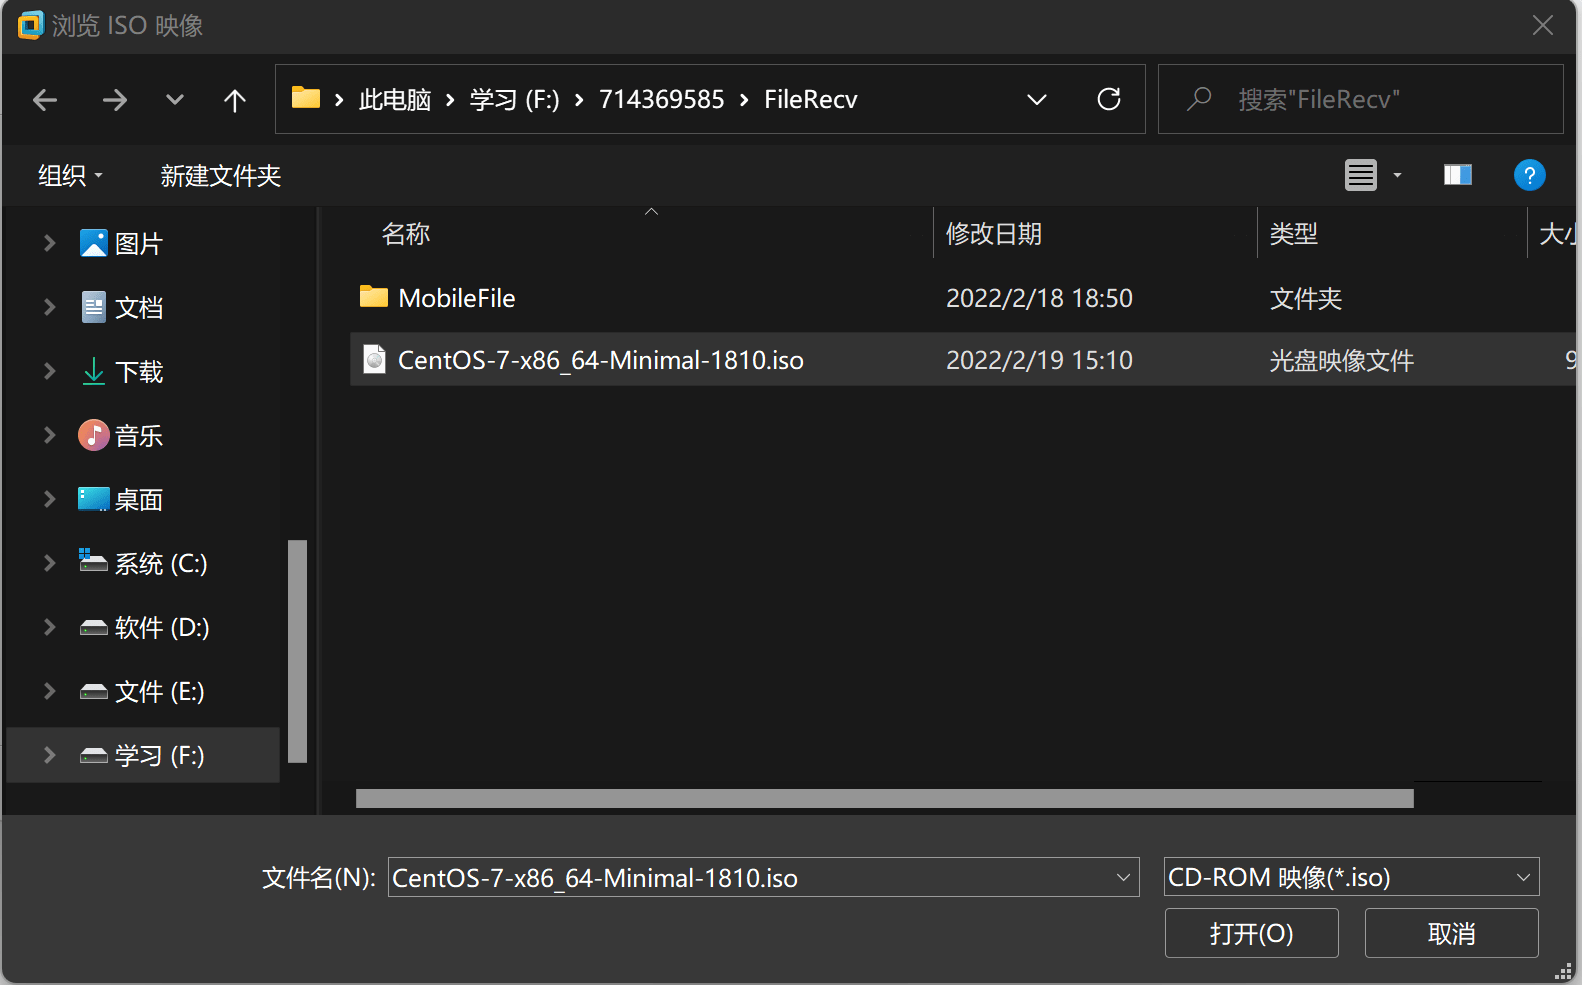 浏览 ISO 映像
此电脑 学习 (F:) 714369585 FileRecv
搜索"FileRecv"
组织 新建文件夹
名称 修改日期 类型
图片
文档
下载
音乐
桌面
系统 (C:)
软件 (D:)
文件 (E:)
学习 (F:)
MobileFile 2022/2/18 18:50 文件夹
CentOS-7-x86_64-Minimal-1810.iso 2022/2/19 15:10 光盘映像文件 9
文件名(N): CentOS-7-x86_64-Minimal-1810.iso CD-ROM 映像(*.iso)
打开(O) 取消